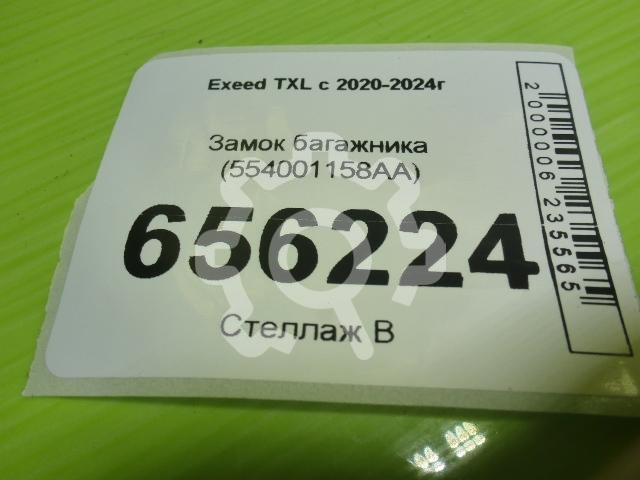 Exeed TXL с 2020-2024г
Замок багажника
(554001158AA)
656224
Стеллаж В
2 000006 235565